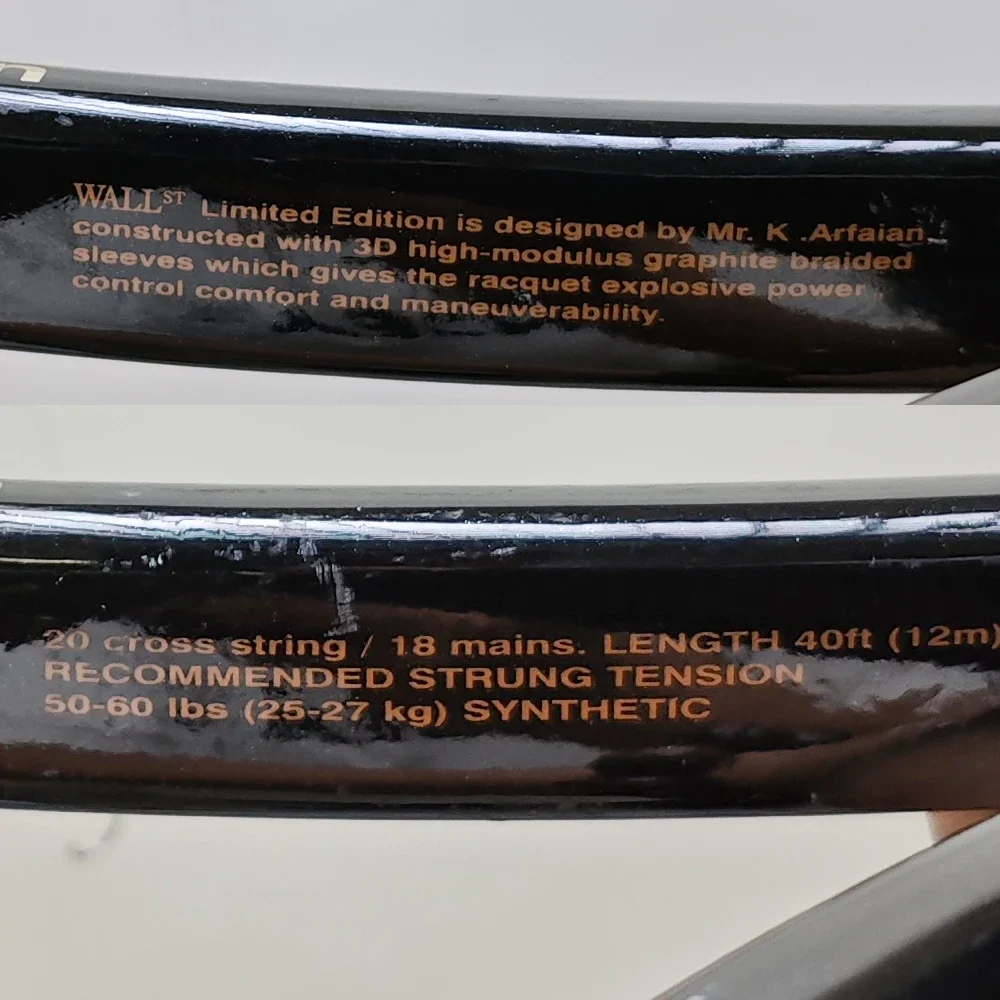 n
WALL ST Limited Edition is designed by Mr. K .Arfaian
constructed with 3D high-modulus graphite braided
sleeves which gives the racquet explosive power,
control comfort and maneuverability.
20 cross string / 18 mains. LENGTH 40ft (12m)
RECOMMENDED STRUNG TENSION
50-60 lbs (25-27 kg) SYNTHETIC